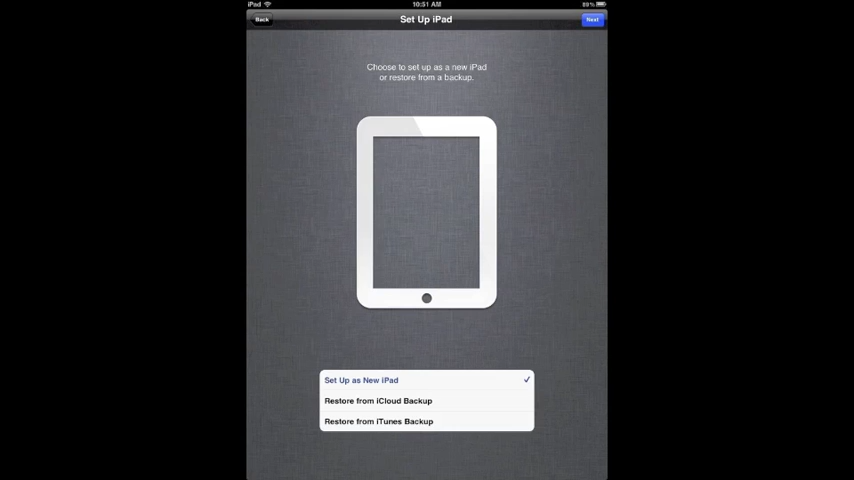 iPad 10:51 AM 89%
Back Set Up iPad Next
Choose to set up as a new iPad
or restore from a backup.
Set Up as New iPad
Restore from iCloud Backup
Restore from iTunes Backup